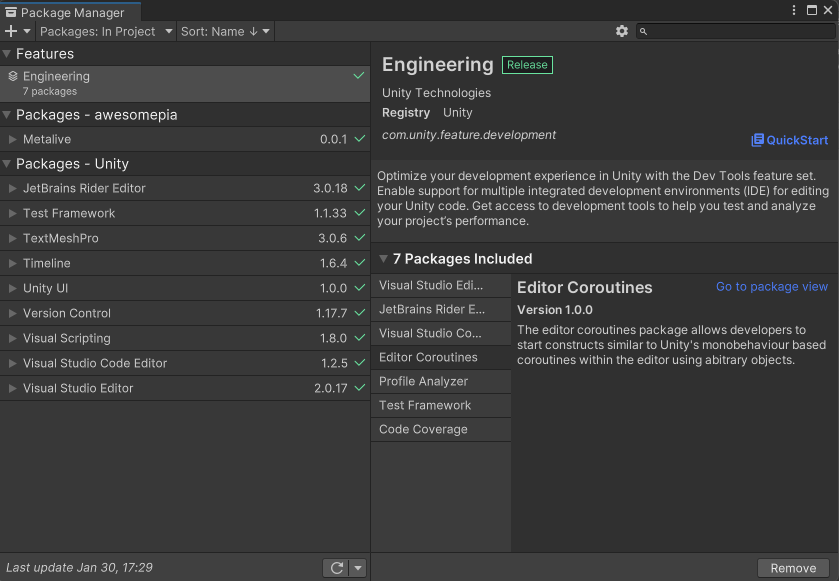 Package Manager
Packages: In Project
Sort: Name ↓
Features
Engineering
7 packages
Packages - awesomepia
Metalive 0.0.1
Packages - Unity
JetBrains Rider Editor 3.0.18
Test Framework 1.1.33
TextMeshPro 3.0.6
Timeline 1.6.4
Unity UI 1.0.0
Version Control 1.17.7
Visual Scripting 1.8.0
Visual Studio Code Editor 1.2.5
Visual Studio Editor 2.0.17
Last update Jan 30, 17:29
Engineering Release
Unity Technologies
Registry Unity
com.unity.feature.development
QuickStart
Optimize your development experience in Unity with the Dev Tools feature set.
Enable support for multiple integrated development environments (IDE) for editing
your Unity code. Get access to development tools to help you test and analyze
your project's performance.
7 Packages Included
Visual Studio Edi...
JetBrains Rider E...
Visual Studio Co...
Editor Coroutines
Profile Analyzer
Test Framework
Code Coverage
Editor Coroutines Go to package view
Version 1.0.0
The editor coroutines package allows developers to
start constructs similar to Unity's monobehaviour based
coroutines within the editor using abitrary objects.
Remove